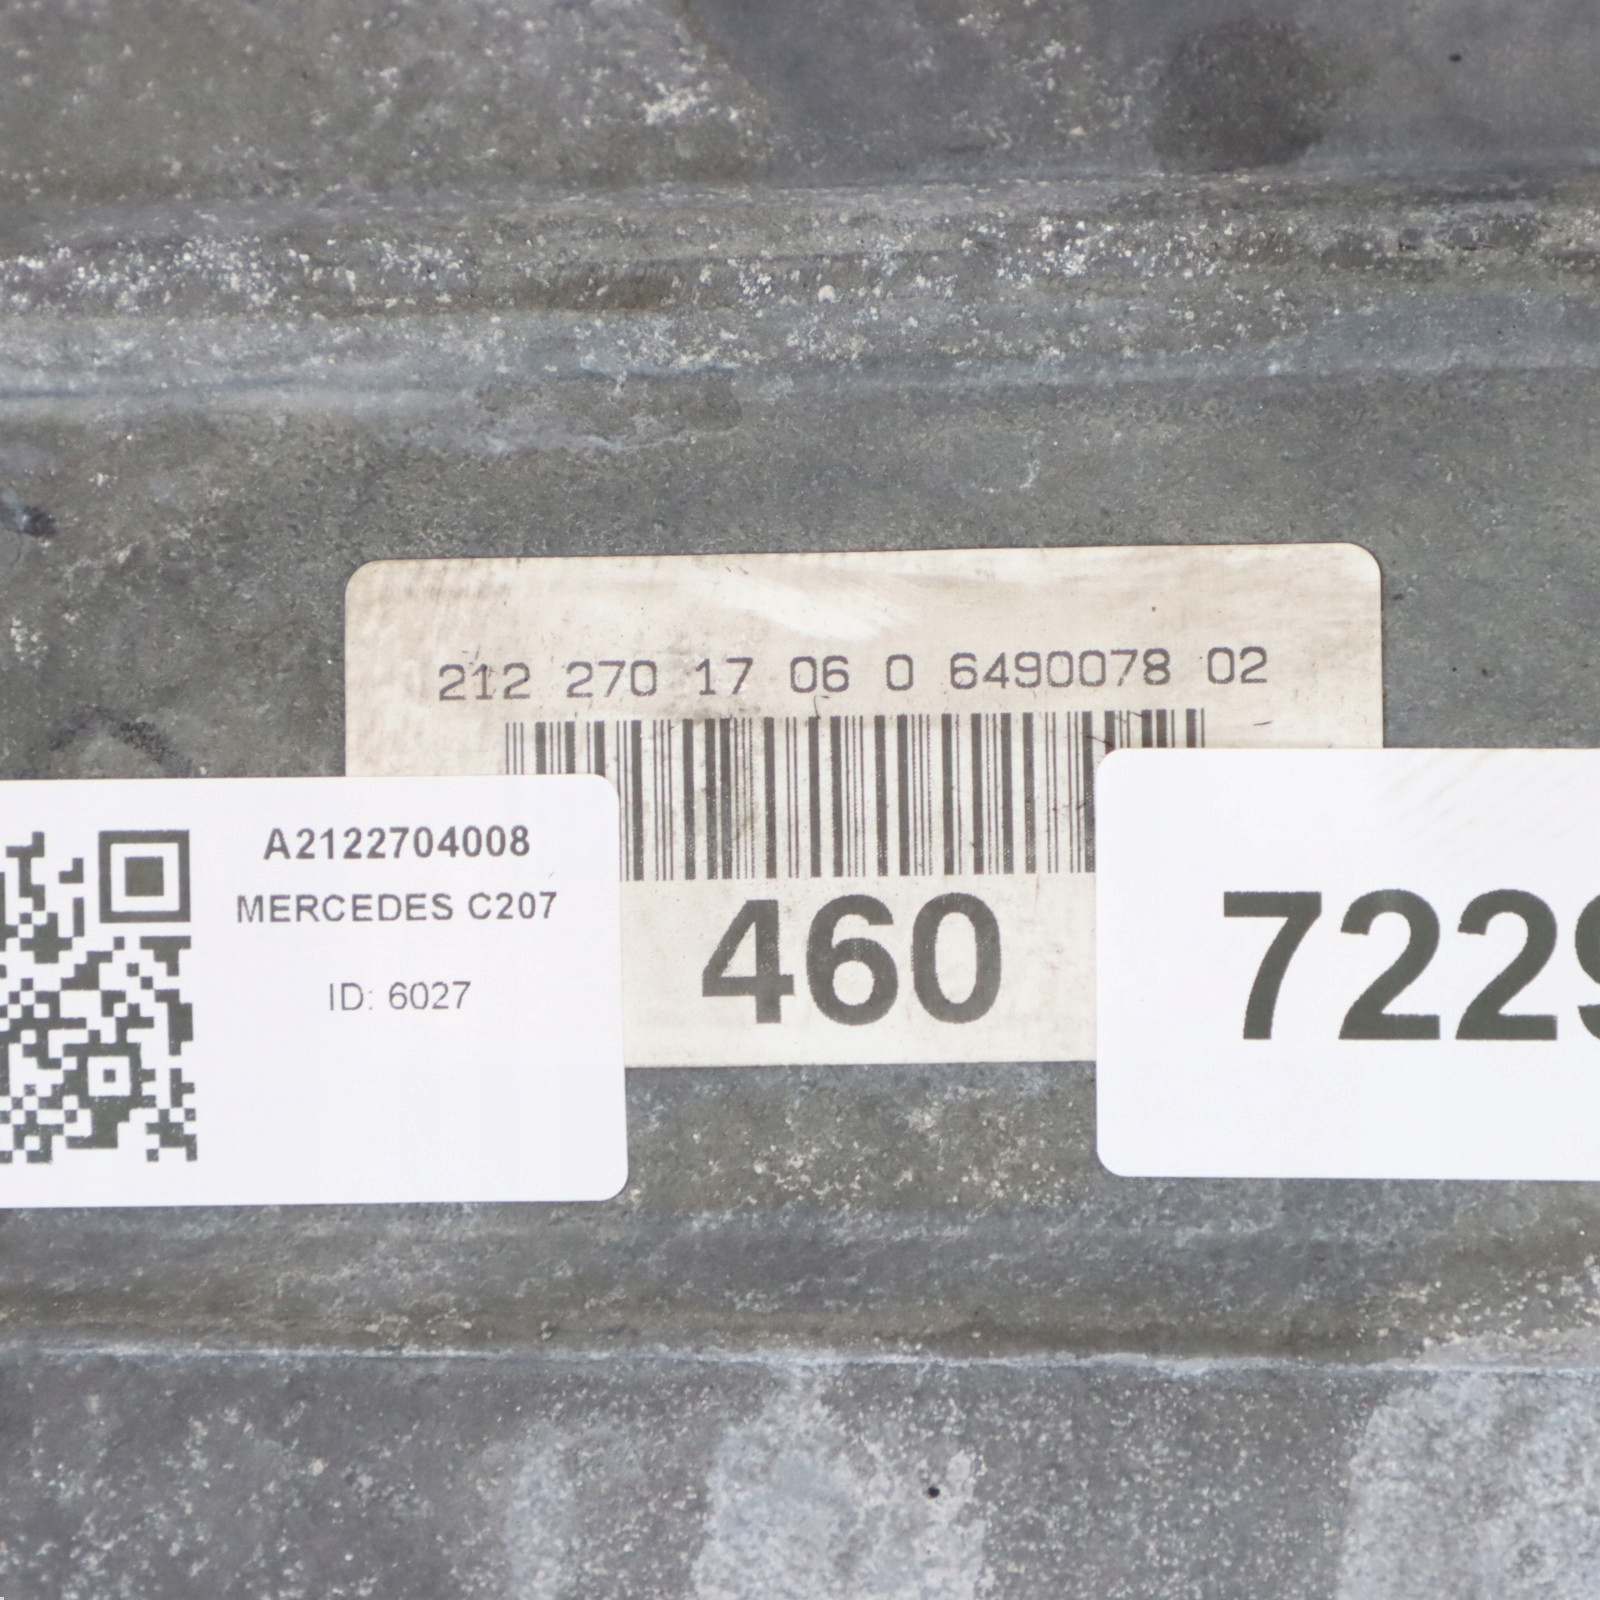 212 270 17 06 0 6490078 02
460
A2122704008
MERCEDES C207
ID: 6027
7229